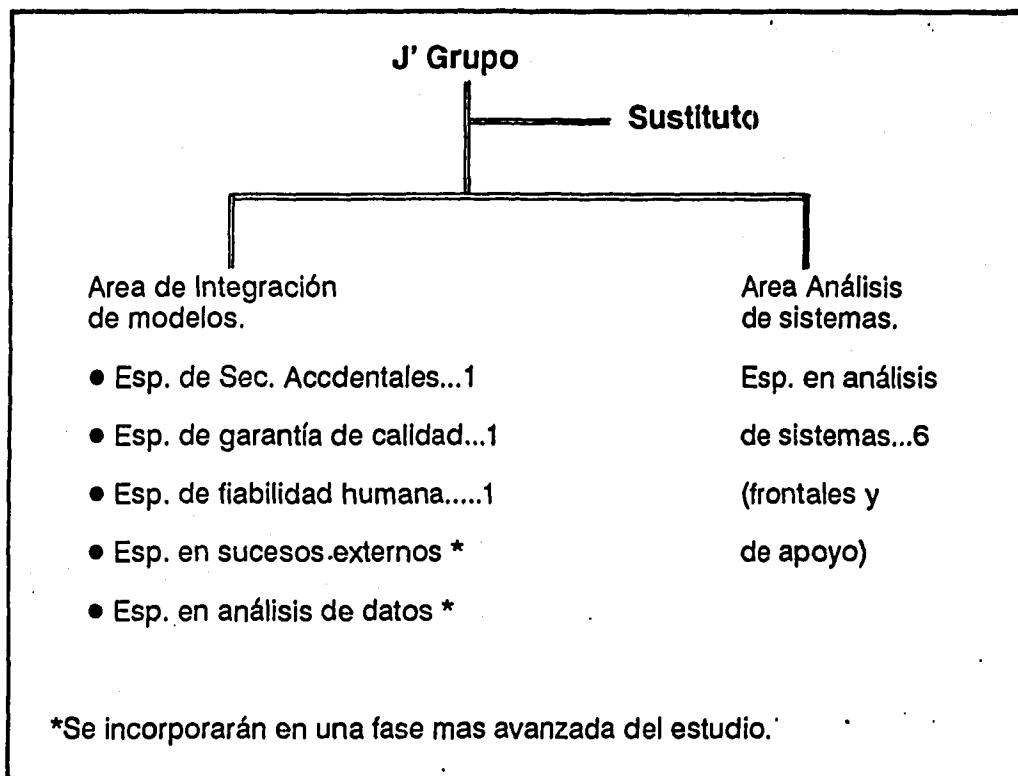 J' Grupo
Sustituto
Area de Integración
de modelos.
● Esp. de Sec. Accdentales...1
● Esp. de garantía de calidad...1
● Esp. de fiabilidad humana.....1
● Esp. en sucesos externos *
● Esp. en análisis de datos *
Area Análisis
de sistemas.
Esp. en análisis
de sistemas...6
(frontales y
de apoyo)
*Se incorporarán en una fase mas avanzada del estudio.